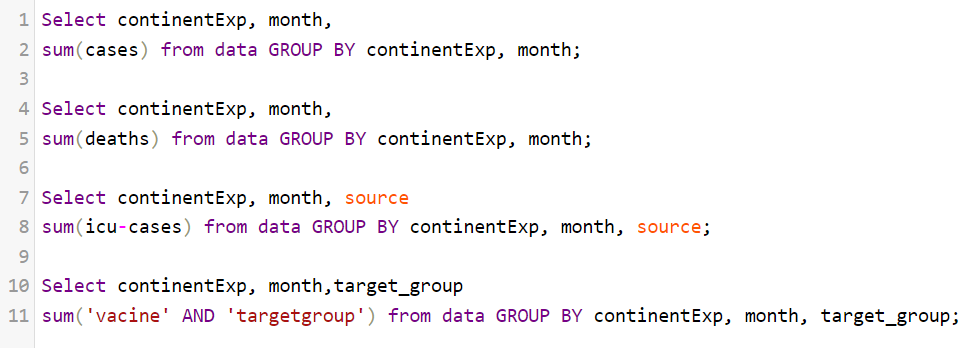 1 Select continentExp, month,
2 sum(cases) from data GROUP BY continentExp, month;
3
4 Select continentExp, month,
5 sum(deaths) from data GROUP BY continentExp, month;
6
7 Select continentExp, month, source
8 sum(icu-cases) from data GROUP BY continentExp, month, source;
9
10 Select continentExp, month,target_group
11 sum('vacine' AND 'targetgroup') from data GROUP BY continentExp, month, target_group;